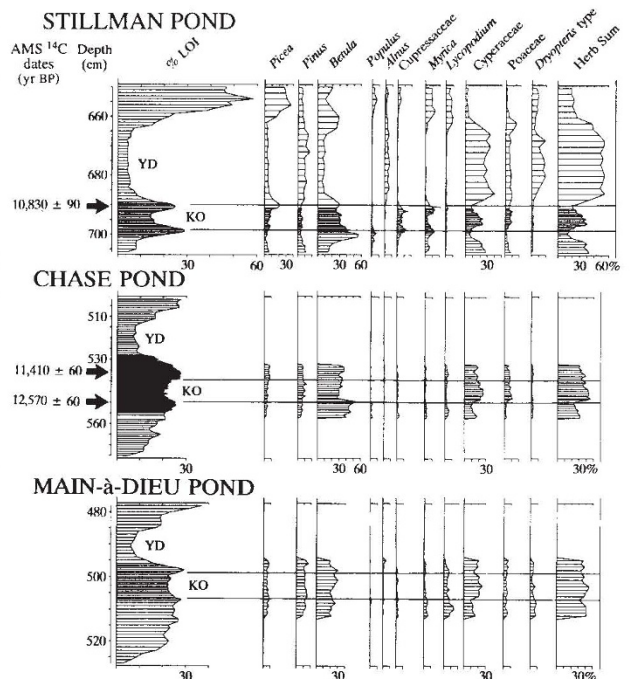 STILLMAN POND
AMS 14C dates (yr BP)
Depth (cm)
% LOI
Picea
Pinus
Betula
Populus
Alnus
Cupressaceae
Myrica
Lycopodium
Cyperaceae
Poaceae
Dryopteris type
Herb Sum
660
680
700
YD
KO
10,830 ± 90
30 60 30 30 30 30 60%
CHASE POND
510
530
560
YD
KO
11,410 ± 60
12,570 ± 60
30 30 60 30 30%
MAIN-à-DIEU POND
480
500
520
YD
KO
30 30 30 30%